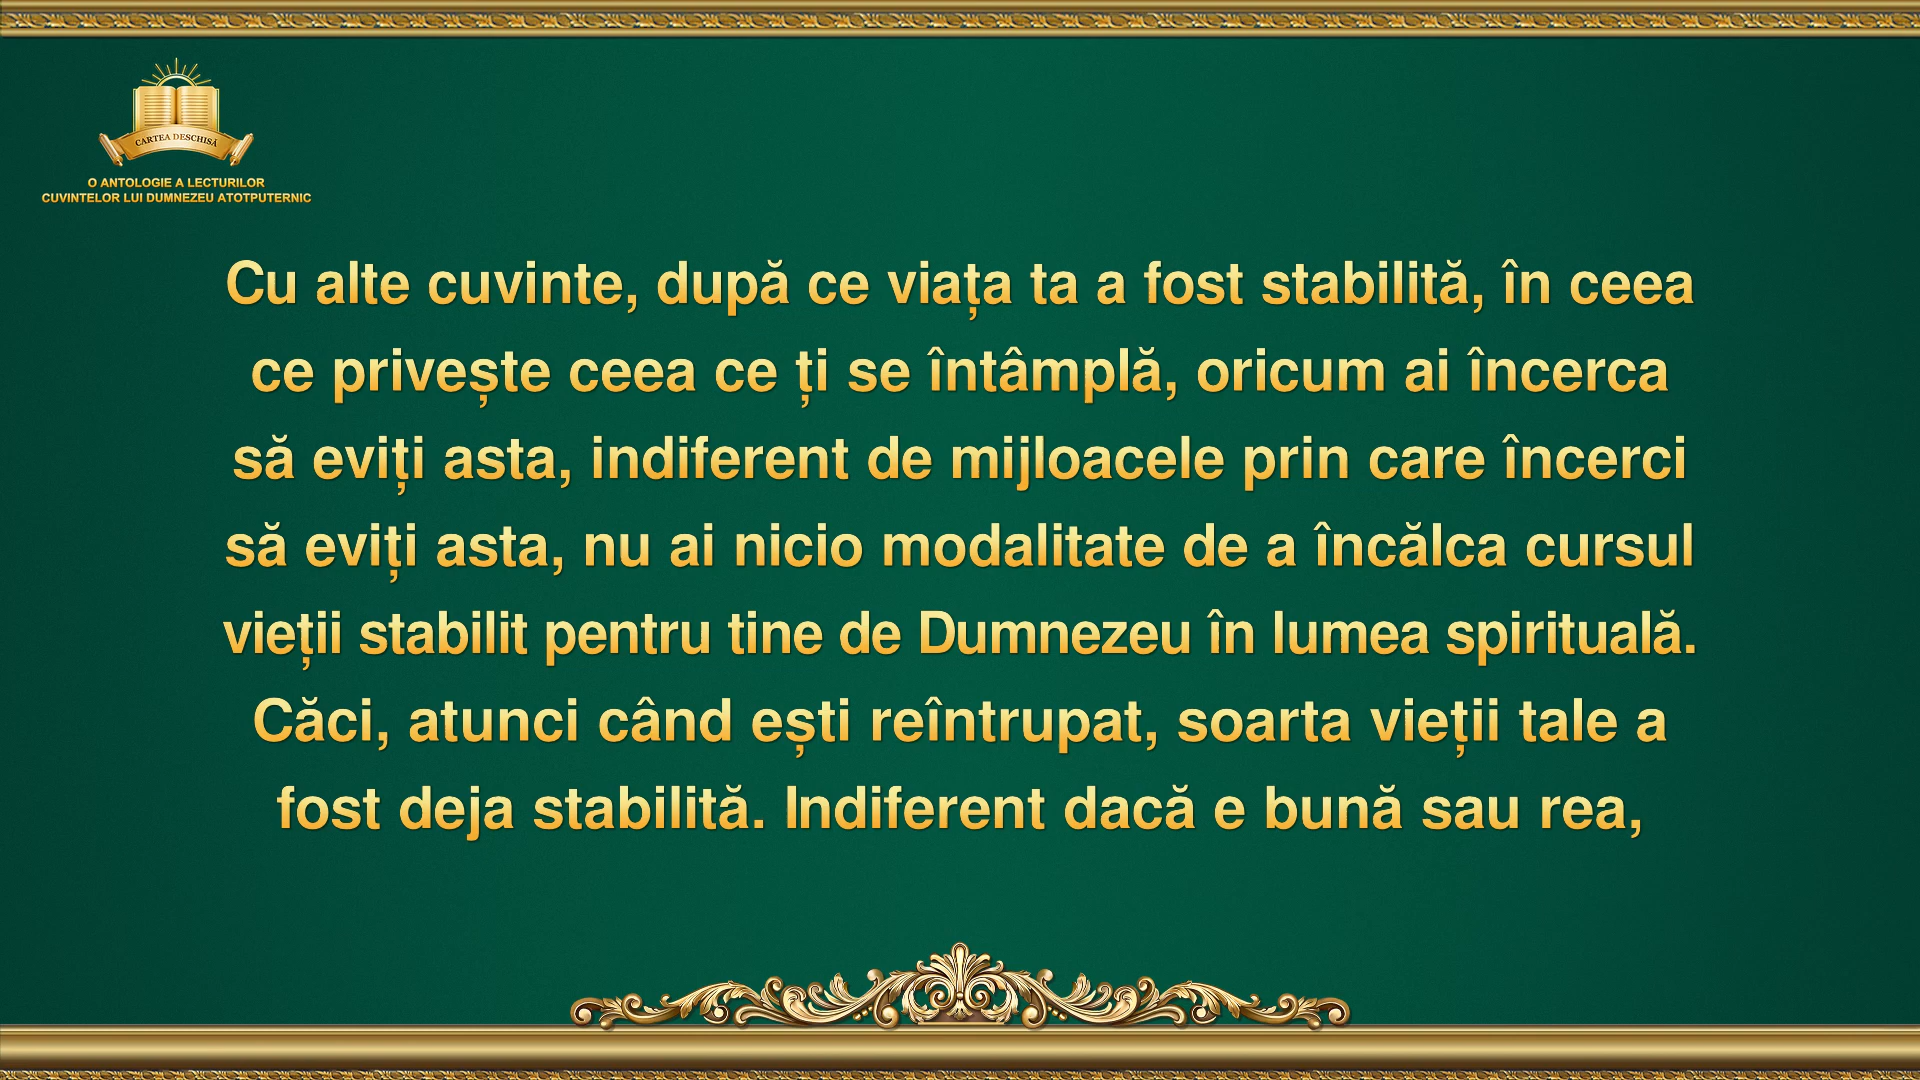 CARTEA DESCHISĂ
O ANTOLOGIE A LECTURILOR
CUVINTELOR LUI DUMNEZEU ATOTPUTERNIC
Cu alte cuvinte, după ce viața ta a fost stabilită, în ceea
ce privește ceea ce ți se întâmplă, oricum ai încerca
să eviți asta, indiferent de mijloacele prin care încerci
să eviți asta, nu ai nicio modalitate de a încălca cursul
vieții stabilit pentru tine de Dumnezeu în lumea spirituală.
Căci, atunci când ești reîntrupat, soarta vieții tale a
fost deja stabilită. Indiferent dacă e bună sau rea,